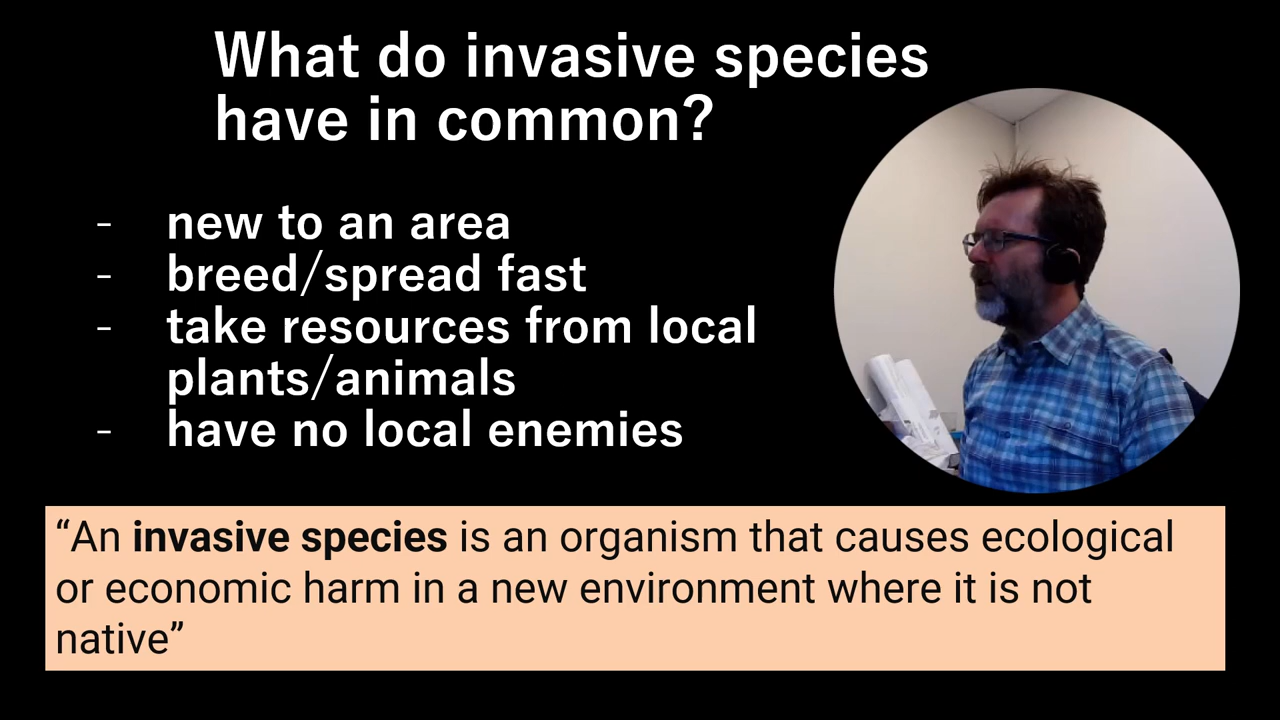 What do invasive species
have in common?
- new to an area
- breed/spread fast
- take resources from local
plants/animals
- have no local enemies
“An invasive species is an organism that causes ecological
or economic harm in a new environment where it is not
native”